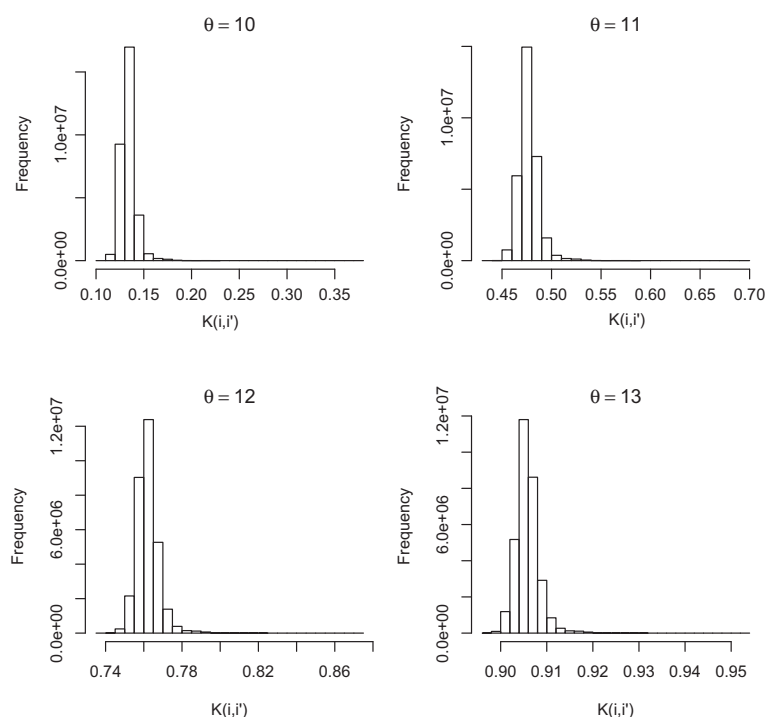 θ = 10
Frequency
0.0e+00 1.0e+07
0.10 0.15 0.20 0.25 0.30 0.35
K(i,i')
θ = 11
Frequency
0.0e+00 1.0e+07
0.45 0.50 0.55 0.60 0.65 0.70
K(i,i')
θ = 12
Frequency
0.0e+00 6.0e+06 1.2e+07
0.74 0.78 0.82 0.86
K(i,i')
θ = 13
Frequency
0.0e+00 6.0e+06 1.2e+07
0.90 0.91 0.92 0.93 0.94 0.95
K(i,i')